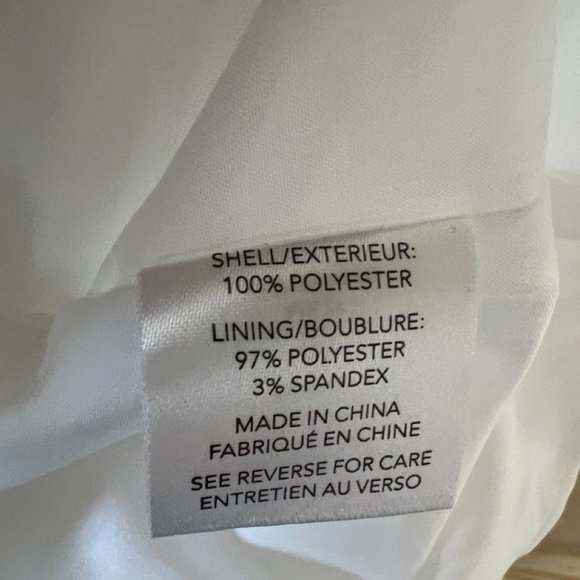 SHELL/EXTERIEUR:
100% POLYESTER
LINING/BOUBLURE:
97% POLYESTER
3% SPANDEX
MADE IN CHINA
FABRIQUÉ EN CHINE
SEE REVERSE FOR CARE
ENTRETIEN AU VERSO